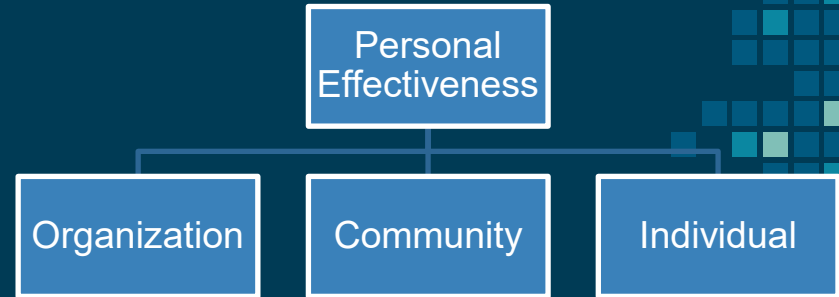 Personal
Effectiveness
Organization
Community
Individual